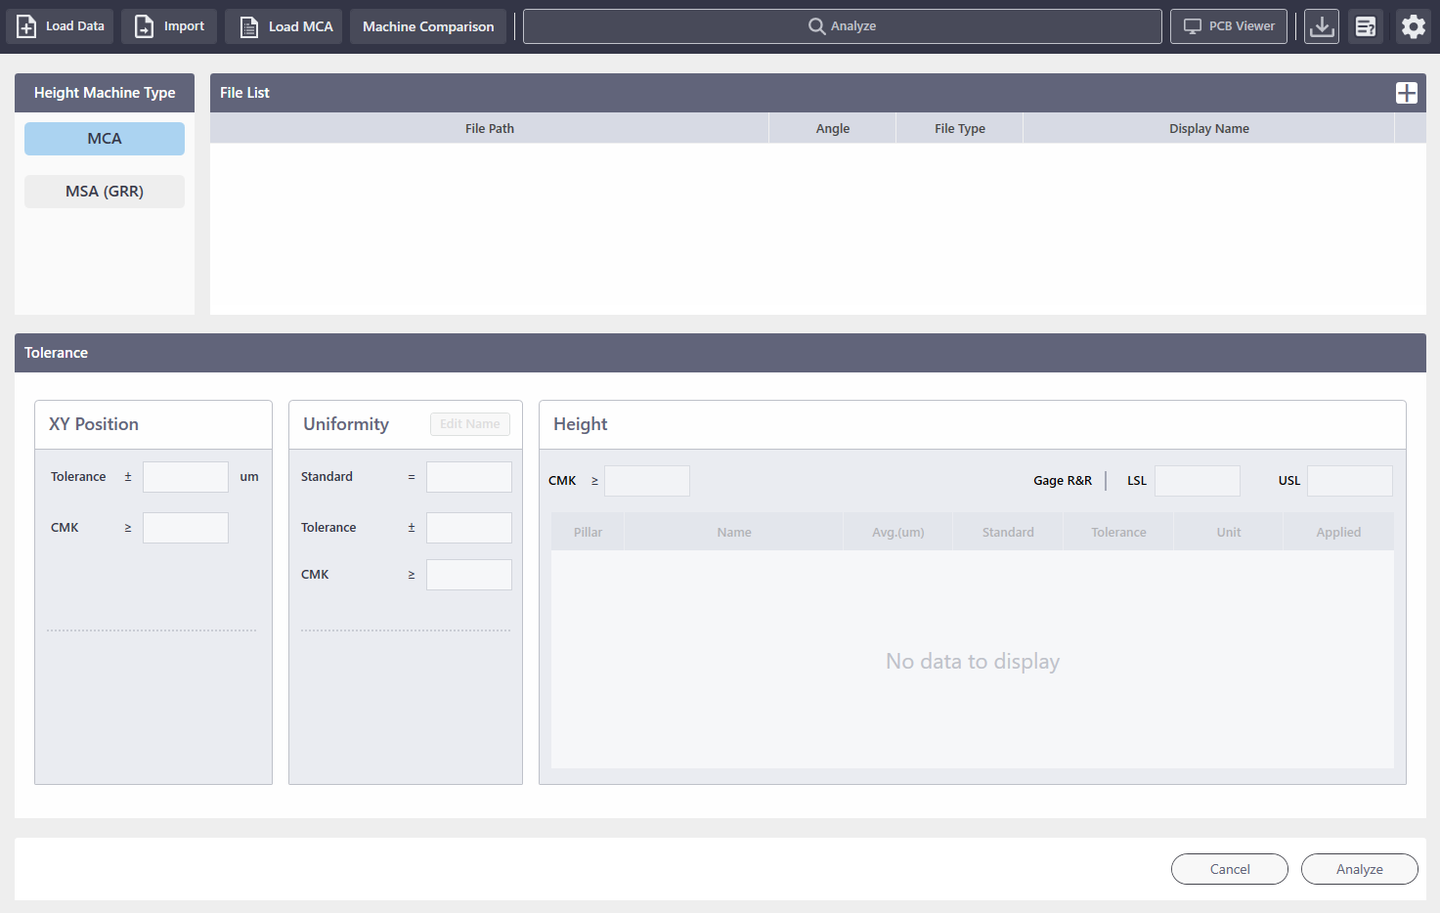 Load Data
Import
Load MCA
Machine Comparison
Analyze
PCB Viewer
Height Machine Type
MCA
MSA (GRR)
File List
File Path
Angle
File Type
Display Name
Tolerance
XY Position
Tolerance ± um
CMK ≥
Uniformity
Edit Name
Standard =
Tolerance ±
CMK ≥
Height
CMK ≥
Gage R&R
LSL
USL
Pillar
Name
Avg.(um)
Standard
Tolerance
Unit
Applied
No data to display
Cancel
Analyze